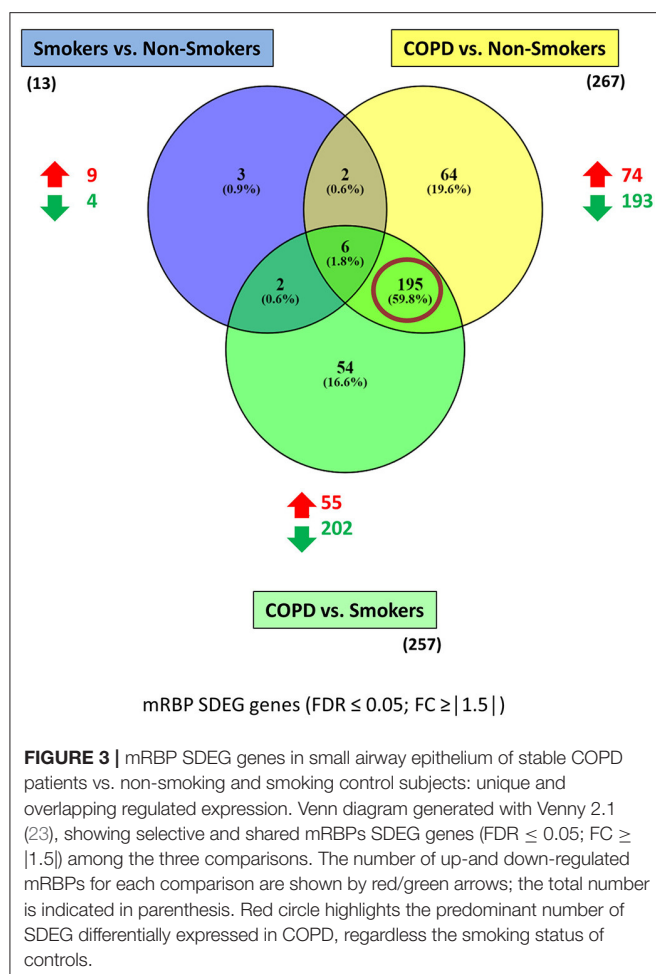 Smokers vs. Non-Smokers
(13)
COPD vs. Non-Smokers
(267)
9
4
3
(0.9%)
2
(0.6%)
64
(19.6%)
74
193
6
(1.8%)
2
(0.6%)
195
(59.8%)
54
(16.6%)
55
202
COPD vs. Smokers
(257)
mRBP SDEG genes (FDR ≤ 0.05; FC ≥|1.5|)
FIGURE 3 | mRBP SDEG genes in small airway epithelium of stable COPD
patients vs. non-smoking and smoking control subjects: unique and
overlapping regulated expression. Venn diagram generated with Venny 2.1
(23), showing selective and shared mRBPs SDEG genes (FDR ≤ 0.05; FC ≥
|1.5|) among the three comparisons. The number of up-and down-regulated
mRBPs for each comparison are shown by red/green arrows; the total number
is indicated in parenthesis. Red circle highlights the predominant number of
SDEG differentially expressed in COPD, regardless the smoking status of
controls.